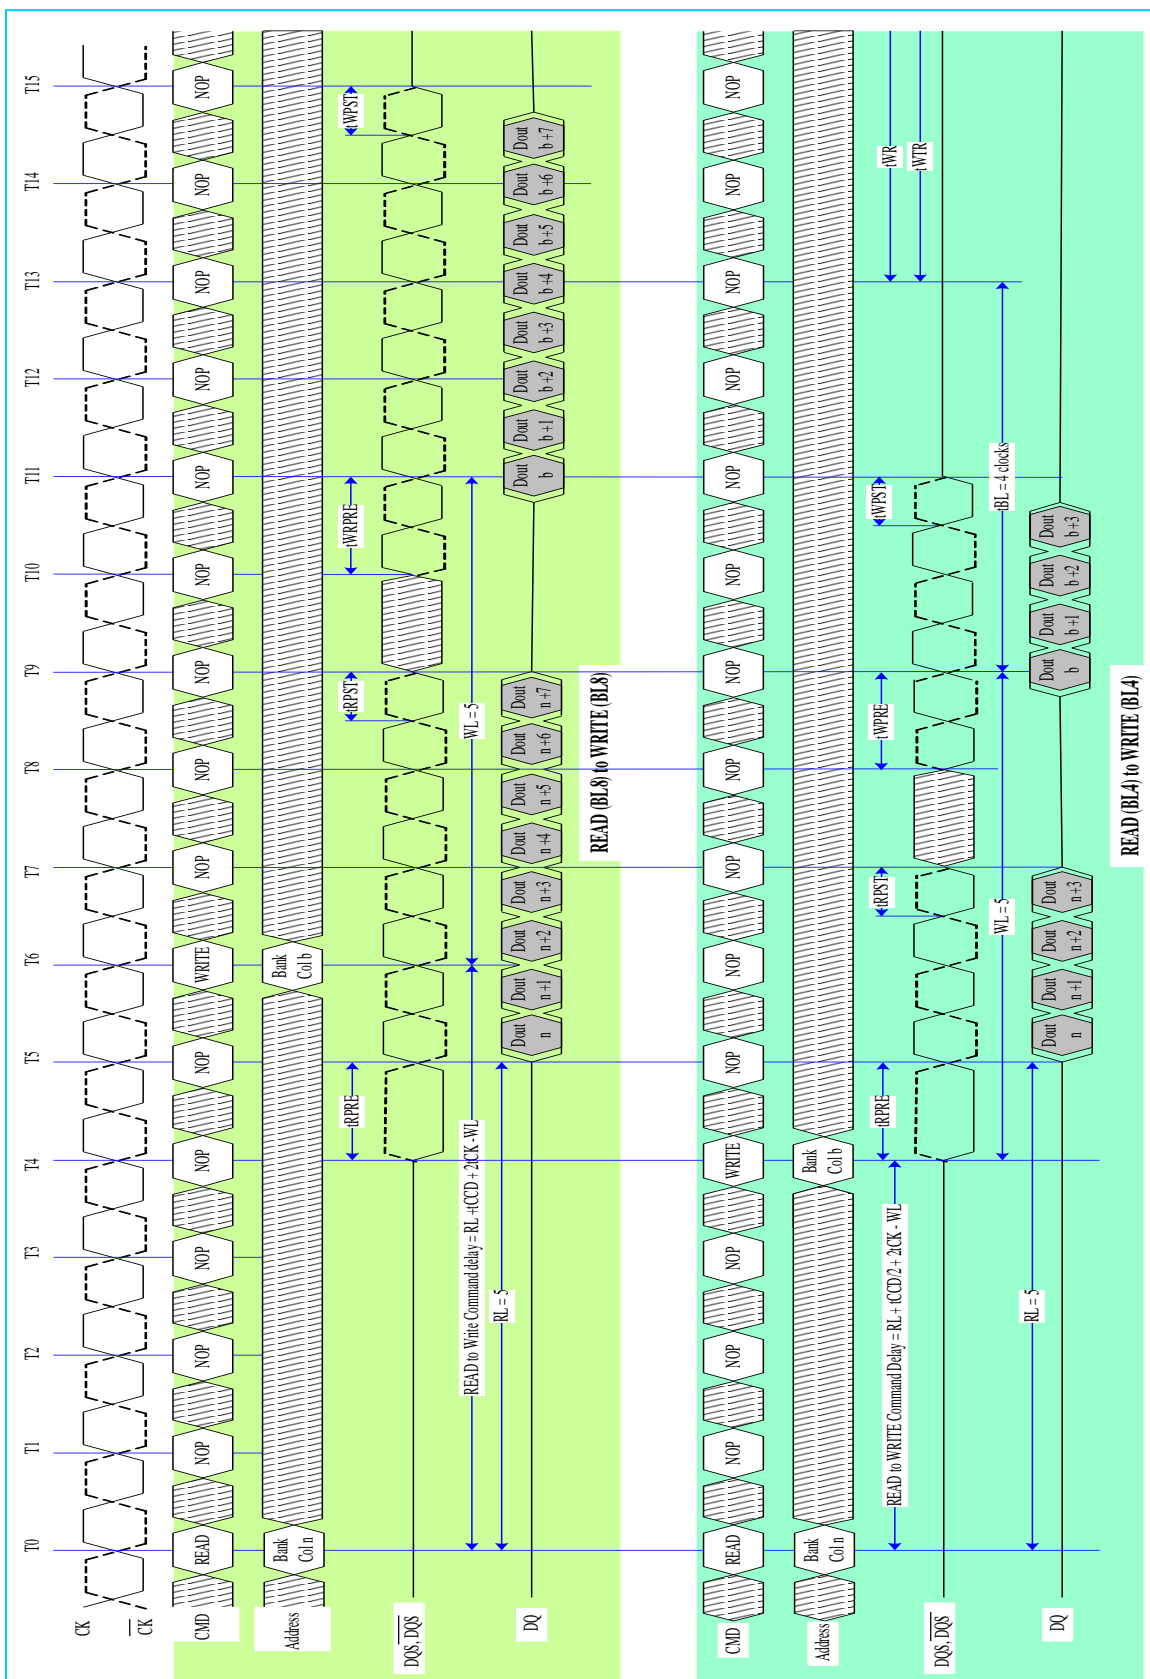 T0 T1 T2 T3 T4 T5 T6 T7 T8 T9 T10 T11 T12 T13 T14 T15
CK
CK
CMD READ NOP NOP NOP NOP NOP WRITE NOP NOP NOP NOP NOP NOP NOP NOP NOP
Address Bank Bank
Col n Col b
tRPRE tRPST tWRPRE tWPST
DQS, DQS
READ to Write Command delay = RL +tCCD + 2tCK -WL WL = 5
RL = 5
DQ Dout Dout Dout Dout Dout Dout Dout Dout Dout Dout Dout Dout Dout Dout Dout Dout
n n+1 n+2 n+3 n+4 n+5 n+6 n+7 b b+1 b+2 b+3 b+4 b+5 b+6 b+7
READ (BL8) to WRITE (BL8)
CMD READ NOP NOP NOP WRITE NOP NOP NOP NOP NOP NOP NOP NOP NOP NOP NOP
Address Bank Bank
Col n Col b
tRPRE tRPST tWPRE tWPST
READ to WRITE Command Delay = RL + tCCD/2 + 2tCK - WL tWR
tWTR
DQS, DQS
WL = 5 tBL = 4 clocks
RL = 5
DQ Dout Dout Dout Dout Dout Dout Dout Dout
n n+1 n+2 n+3 b b+1 b+2 b+3
READ (BL4) to WRITE (BL4)